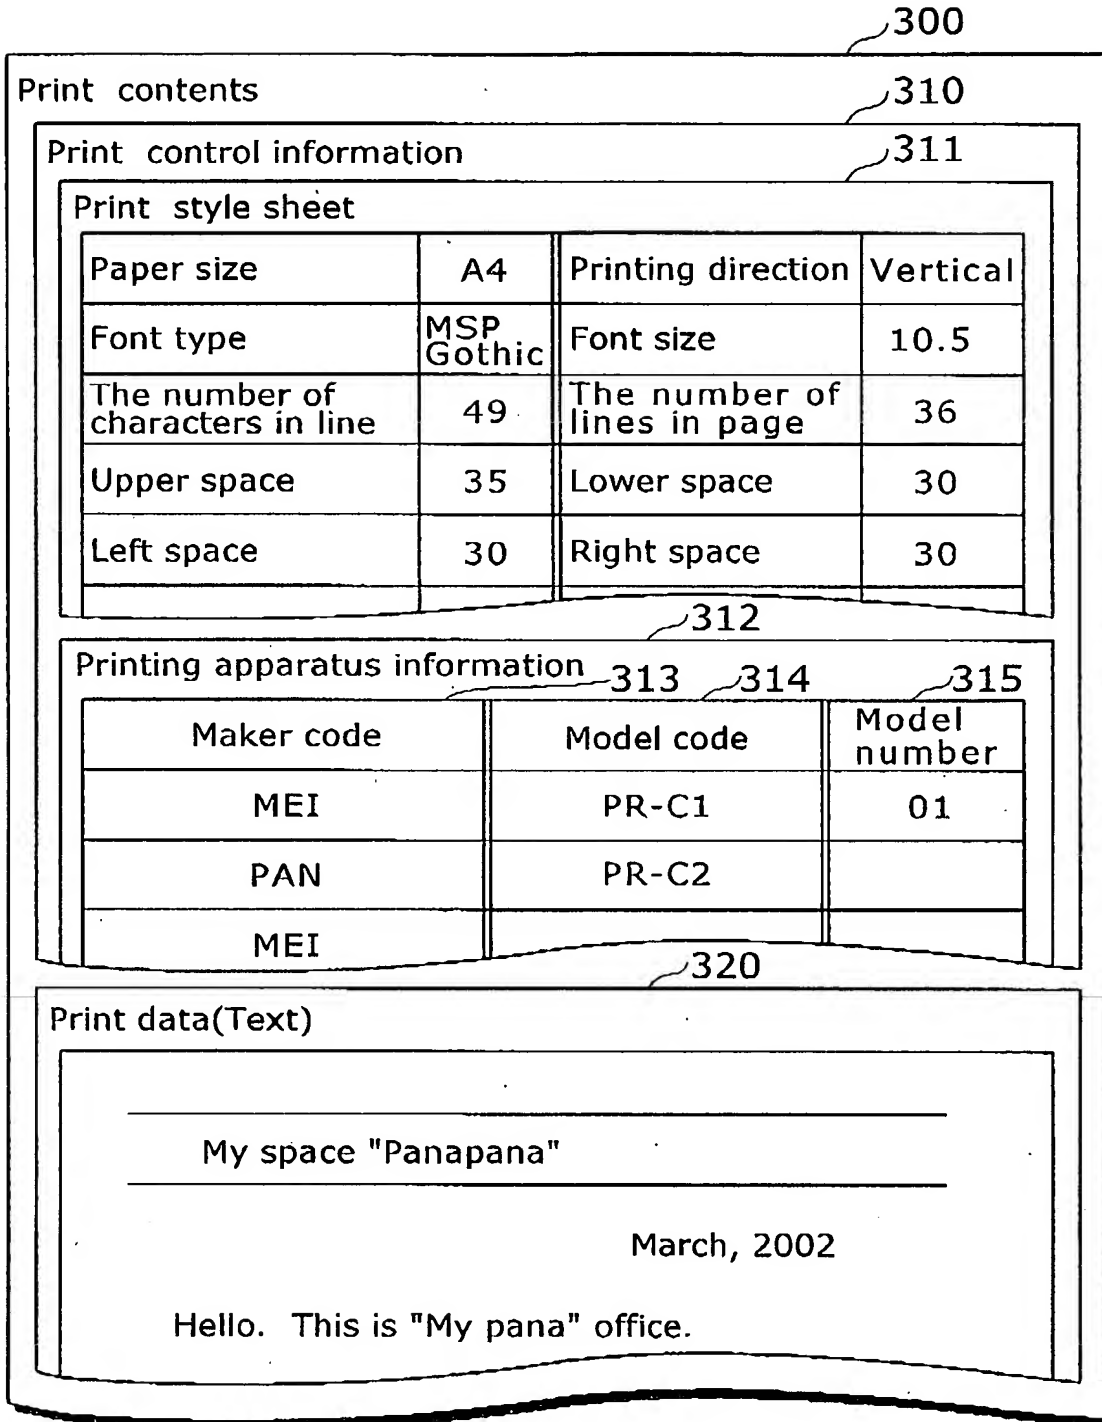 300
Print contents
310
Print control information
311
Print style sheet
Paper size A4 Printing direction Vertical
Font type MSP Gothic Font size 10.5
The number of characters in line 49 The number of lines in page 36
Upper space 35 Lower space 30
Left space 30 Right space 30
312
Printing apparatus information
313 314 315
Maker code Model code Model number
MEI PR-C1 01
PAN PR-C2
MEI
320
Print data(Text)
My space "Panapana"
March, 2002
Hello. This is "My pana" office.